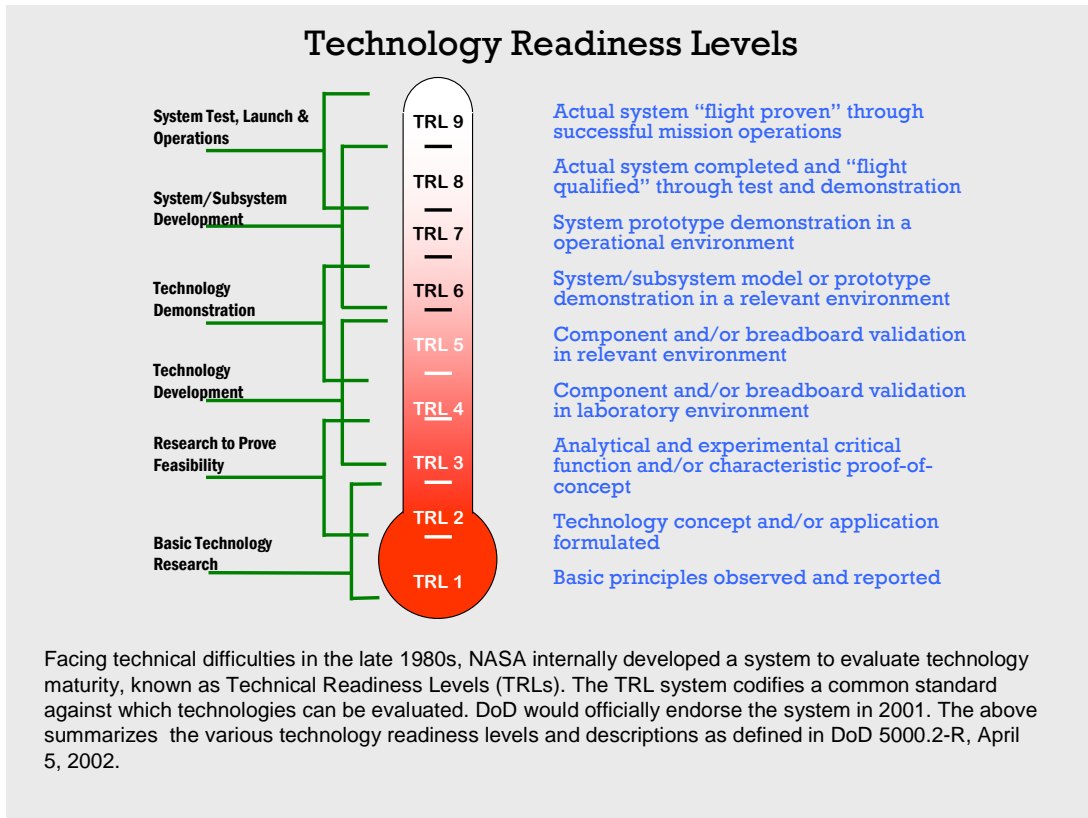 Technology Readiness Levels
System Test, Launch &
Operations
System/Subsystem
Development
Technology
Demonstration
Technology
Development
Research to Prove
Feasibility
Basic Technology
Research
TRL 9
TRL 8
TRL 7
TRL 6
TRL 5
TRL 4
TRL 3
TRL 2
TRL 1
Actual system “flight proven” through
successful mission operations
Actual system completed and “flight
qualified” through test and demonstration
System prototype demonstration in a
operational environment
System/subsystem model or prototype
demonstration in a relevant environment
Component and/or breadboard validation
in relevant environment
Component and/or breadboard validation
in laboratory environment
Analytical and experimental critical
function and/or characteristic proof-of-
concept
Technology concept and/or application
formulated
Basic principles observed and reported
Facing technical difficulties in the late 1980s, NASA internally developed a system to evaluate technology
maturity, known as Technical Readiness Levels (TRLs). The TRL system codifies a common standard
against which technologies can be evaluated. DoD would officially endorse the system in 2001. The above
summarizes  the various technology readiness levels and descriptions as defined in DoD 5000.2-R, April
5, 2002.